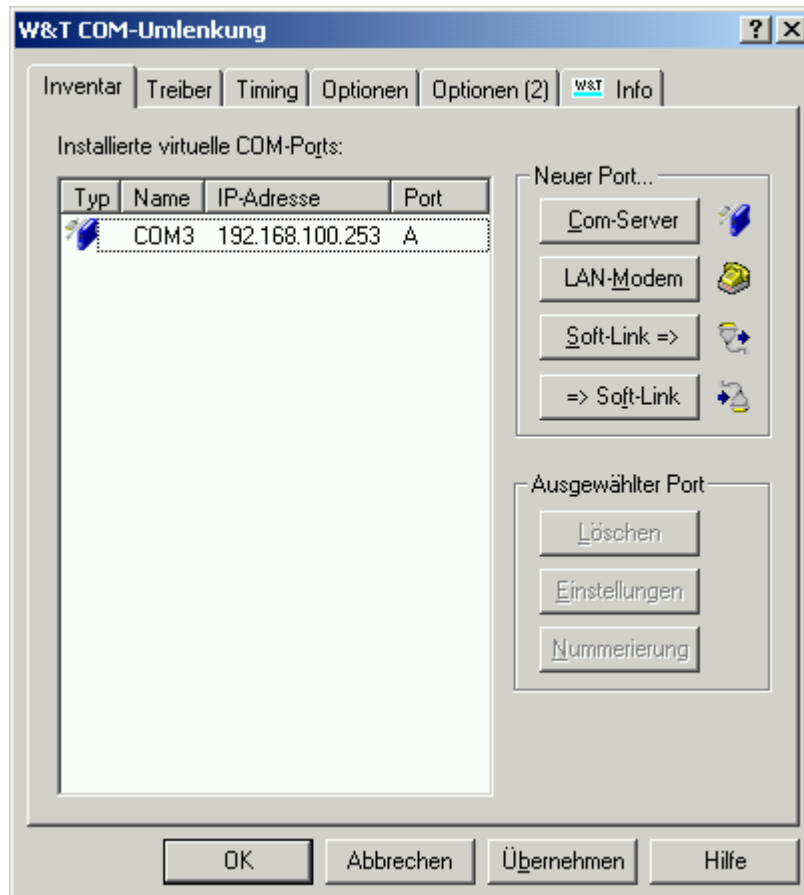 W&T COM-Umlenkung
Inventar Treiber Timing Optionen Optionen (2) W&T Info
Installierte virtuelle COM-Ports:
Typ Name IP-Adresse Port
COM3 192.168.100.253 A
Neuer Port...
Com-Server
LAN-Modem
Soft-Link =>
=> Soft-Link
Ausgewählter Port
Löschen
Einstellungen
Nummerierung
OK Abbrechen Übernehmen Hilfe